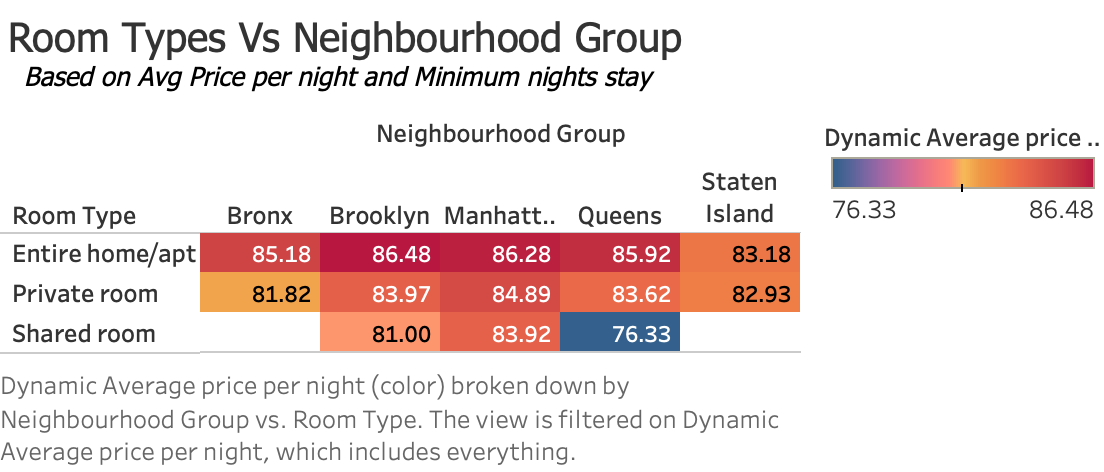 Room Types Vs Neighbourhood Group
Based on Avg Price per night and Minimum nights stay
Neighbourhood Group
Dynamic Average price ..
76.33 86.48
Room Type Bronx Brooklyn Manhatt.. Queens Staten Island
Entire home/apt 85.18 86.48 86.28 85.92 83.18
Private room 81.82 83.97 84.89 83.62 82.93
Shared room 81.00 83.92 76.33
Dynamic Average price per night (color) broken down by
Neighbourhood Group vs. Room Type. The view is filtered on Dynamic
Average price per night, which includes everything.